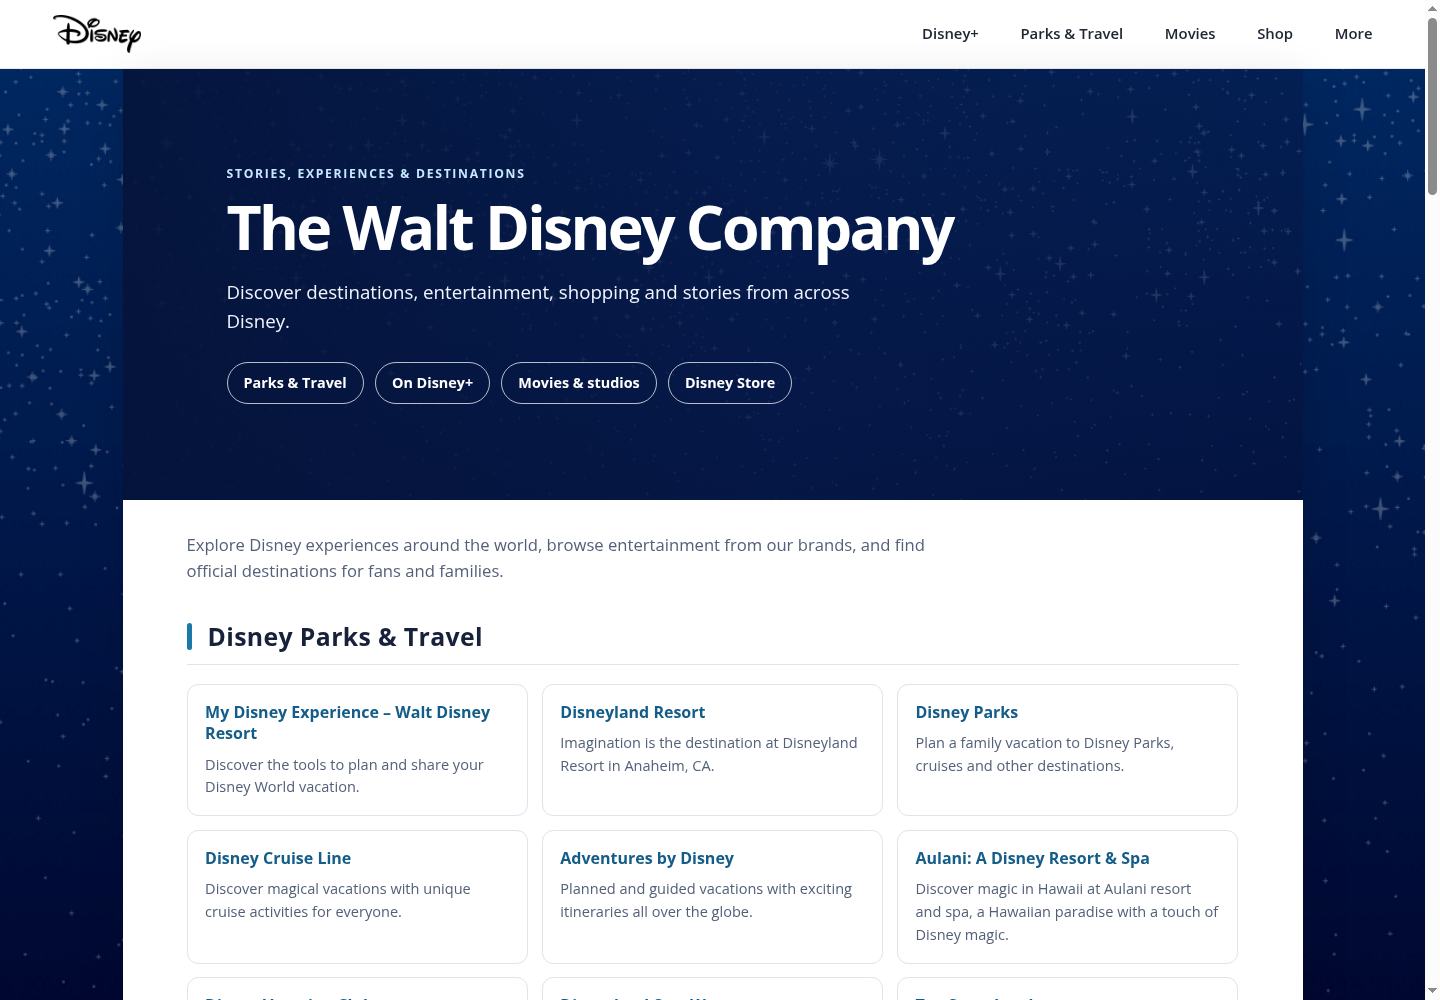 Disney
Disney+
Parks & Travel
Movies
Shop
More
STORIES, EXPERIENCES & DESTINATIONS
The Walt Disney Company
Discover destinations, entertainment, shopping and stories from across
Disney.
Parks & Travel
On Disney+
Movies & studios
Disney Store
Explore Disney experiences around the world, browse entertainment from our brands, and find
official destinations for fans and families.
Disney Parks & Travel
My Disney Experience – Walt Disney
Resort
Discover the tools to plan and share your
Disney World vacation.
Disneyland Resort
Imagination is the destination at Disneyland
Resort in Anaheim, CA.
Disney Parks
Plan a family vacation to Disney Parks,
cruises and other destinations.
Disney Cruise Line
Discover magical vacations with unique
cruise activities for everyone.
Adventures by Disney
Planned and guided vacations with exciting
itineraries all over the globe.
Aulani: A Disney Resort & Spa
Discover magic in Hawaii at Aulani resort
and spa, a Hawaiian paradise with a touch of
Disney magic.